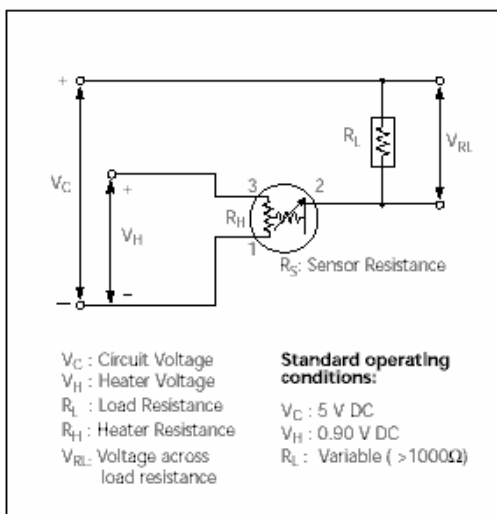 +
R_L
V_RL
V_C
+
3
2
R_H
V_H
1
R_S: Sensor Resistance
−
−
V_C : Circuit Voltage
V_H : Heater Voltage
R_L : Load Resistance
R_H : Heater Resistance
V_RL: Voltage across
load resistance
Standard operating
conditions:
V_C : 5 V DC
V_H : 0.90 V DC
R_L : Variable ( >1000Ω)